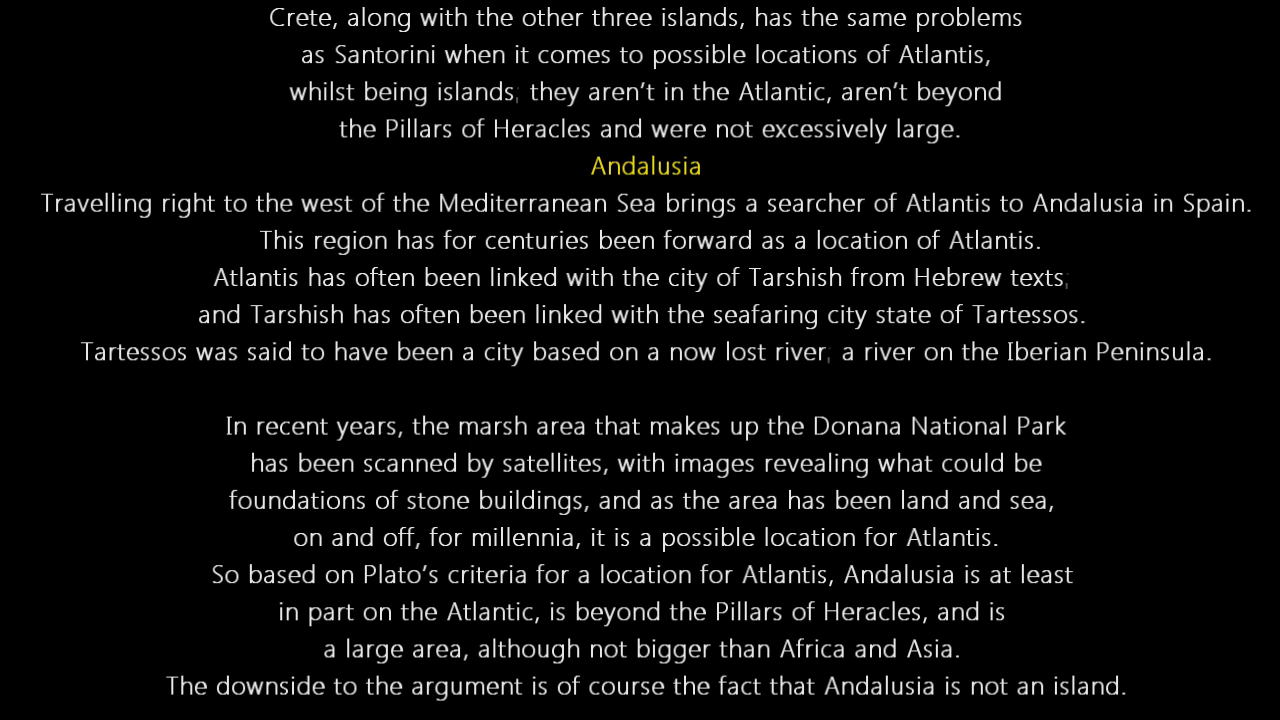 Crete, along with the other three islands, has the same problems
as Santorini when it comes to possible locations of Atlantis,
whilst being islands; they aren’t in the Atlantic, aren’t beyond
the Pillars of Heracles and were not excessively large.
Andalusia
Travelling right to the west of the Mediterranean Sea brings a searcher of Atlantis to Andalusia in Spain.
This region has for centuries been forward as a location of Atlantis.
Atlantis has often been linked with the city of Tarshish from Hebrew texts;
and Tarshish has often been linked with the seafaring city state of Tartessos.
Tartessos was said to have been a city based on a now lost river; a river on the Iberian Peninsula.
In recent years, the marsh area that makes up the Donana National Park
has been scanned by satellites, with images revealing what could be
foundations of stone buildings, and as the area has been land and sea,
on and off, for millennia, it is a possible location for Atlantis.
So based on Plato’s criteria for a location for Atlantis, Andalusia is at least
in part on the Atlantic, is beyond the Pillars of Heracles, and is
a large area, although not bigger than Africa and Asia.
The downside to the argument is of course the fact that Andalusia is not an island.